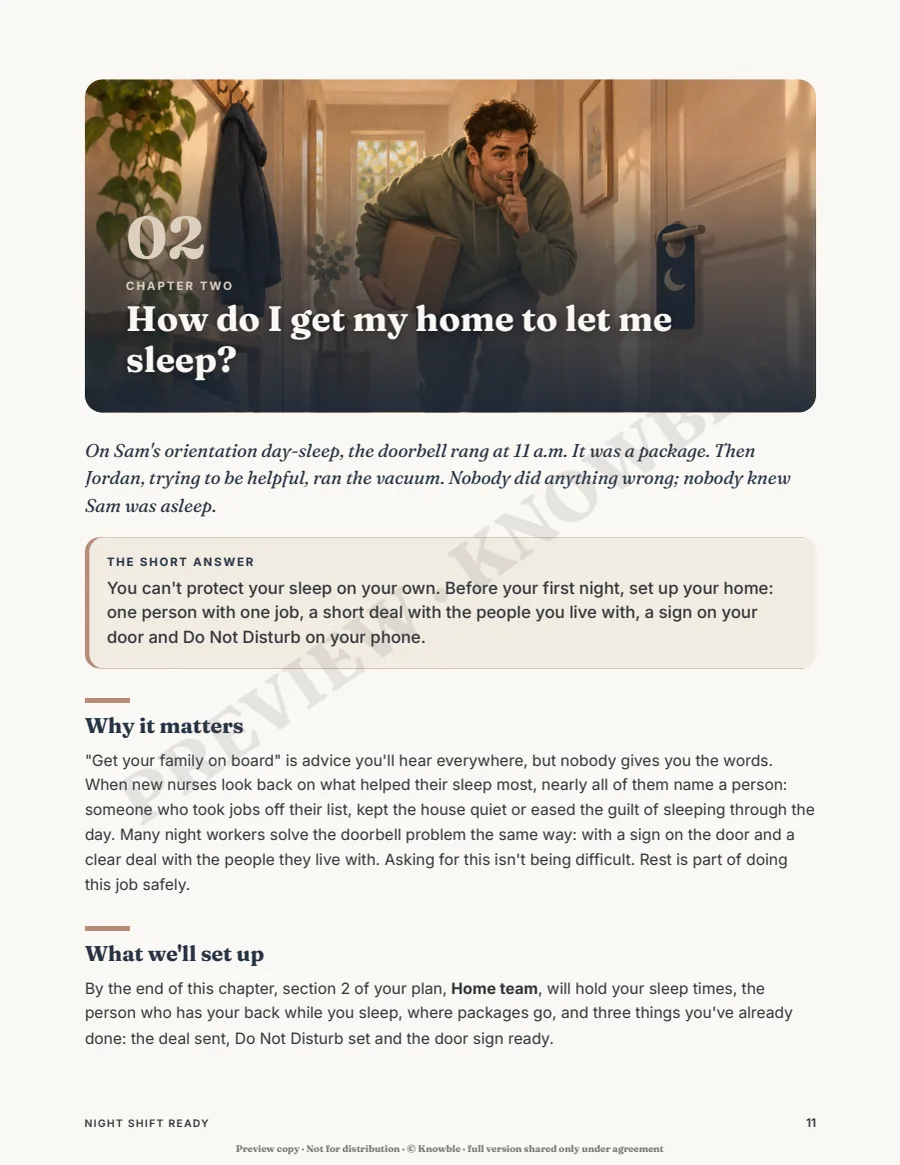 02
CHAPTER TWO
How do I get my home to let me
sleep?
On Sam's orientation day-sleep, the doorbell rang at 11 a.m. It was a package. Then
Jordan, trying to be helpful, ran the vacuum. Nobody did anything wrong; nobody knew
Sam was asleep.
THE SHORT ANSWER
You can't protect your sleep on your own. Before your first night, set up your home:
one person with one job, a short deal with the people you live with, a sign on your
door and Do Not Disturb on your phone.
Why it matters
"Get your family on board" is advice you'll hear everywhere, but nobody gives you the words.
When new nurses look back on what helped their sleep most, nearly all of them name a person:
someone who took jobs off their list, kept the house quiet or eased the guilt of sleeping through the
day. Many night workers solve the doorbell problem the same way: with a sign on the door and a
clear deal with the people they live with. Asking for this isn't being difficult. Rest is part of doing
this job safely.
What we'll set up
By the end of this chapter, section 2 of your plan, Home team, will hold your sleep times, the
person who has your back while you sleep, where packages go, and three things you've already
done: the deal sent, Do Not Disturb set and the door sign ready.
PREVIEW · KNOWBLE
NIGHT SHIFT READY
11
Preview copy · Not for distribution · © Knowble · full version shared only under agreement